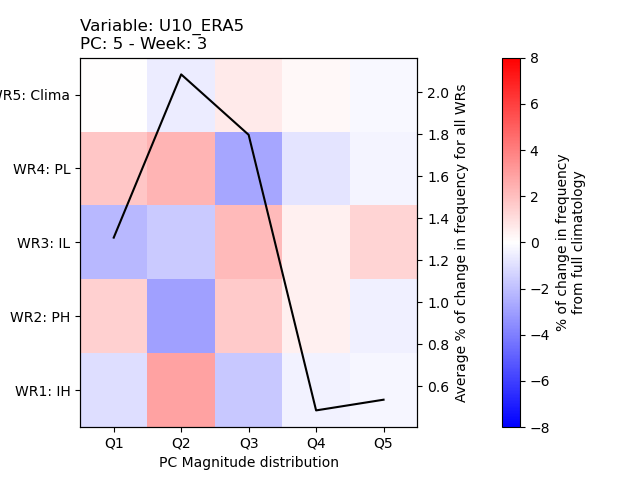 Variable: U10_ERA5
PC: 5 - Week: 3
R5: Clima
WR4: PL
WR3: IL
WR2: PH
WR1: IH
Q1 Q2 Q3 Q4 Q5
PC Magnitude distribution
2.0
1.8
1.6
1.4
1.2
1.0
0.8
0.6
Average % of change in frequency for all WRs
8
6
4
2
0
−2
−4
−6
−8
% of change in frequency
from full climatology